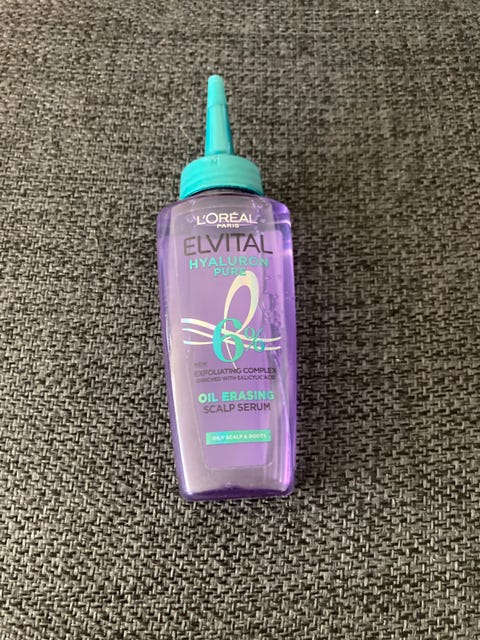 L'ORÉAL
PARIS
ELVITAL
HYALURON
PURE
6%
NEW
EXFOLIATING COMPLEX
ENRICHED WITH SALICYLIC ACID
OIL ERASING
SCALP SERUM
OILY SCALP & ROOTS